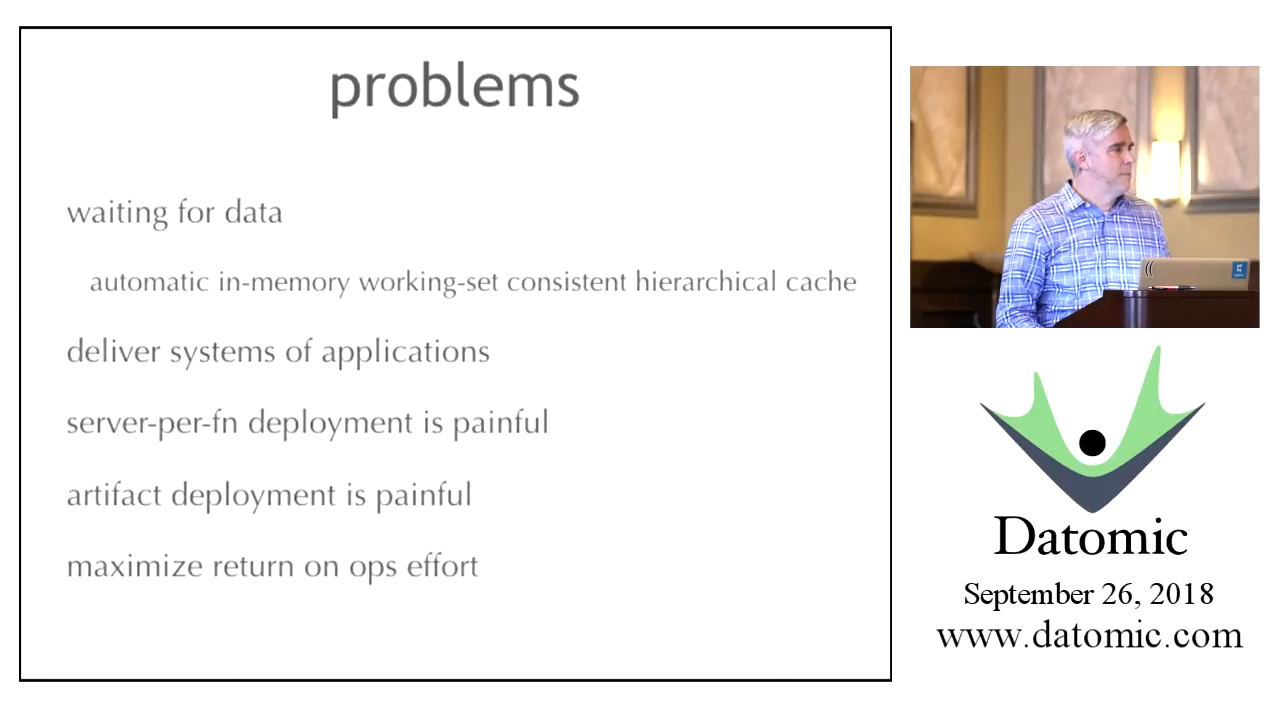 problems
waiting for data
automatic in-memory working-set consistent hierarchical cache
deliver systems of applications
server-per-fn deployment is painful
artifact deployment is painful
maximize return on ops effort
Datomic
September 26, 2018
www.datomic.com